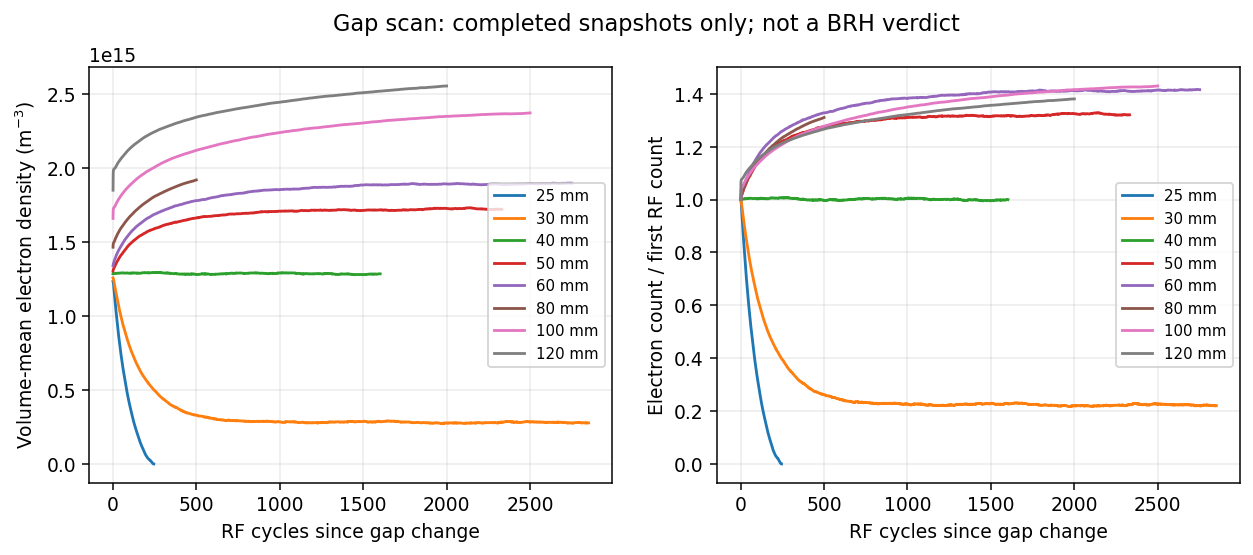 Gap scan: completed snapshots only; not a BRH verdict
1e15
Volume-mean electron density (m⁻³)
2.5
2.0
1.5
1.0
0.5
0.0
0 500 1000 1500 2000 2500
RF cycles since gap change
25 mm
30 mm
40 mm
50 mm
60 mm
80 mm
100 mm
120 mm
Electron count / first RF count
1.4
1.2
1.0
0.8
0.6
0.4
0.2
0.0
0 500 1000 1500 2000 2500
RF cycles since gap change
25 mm
30 mm
40 mm
50 mm
60 mm
80 mm
100 mm
120 mm